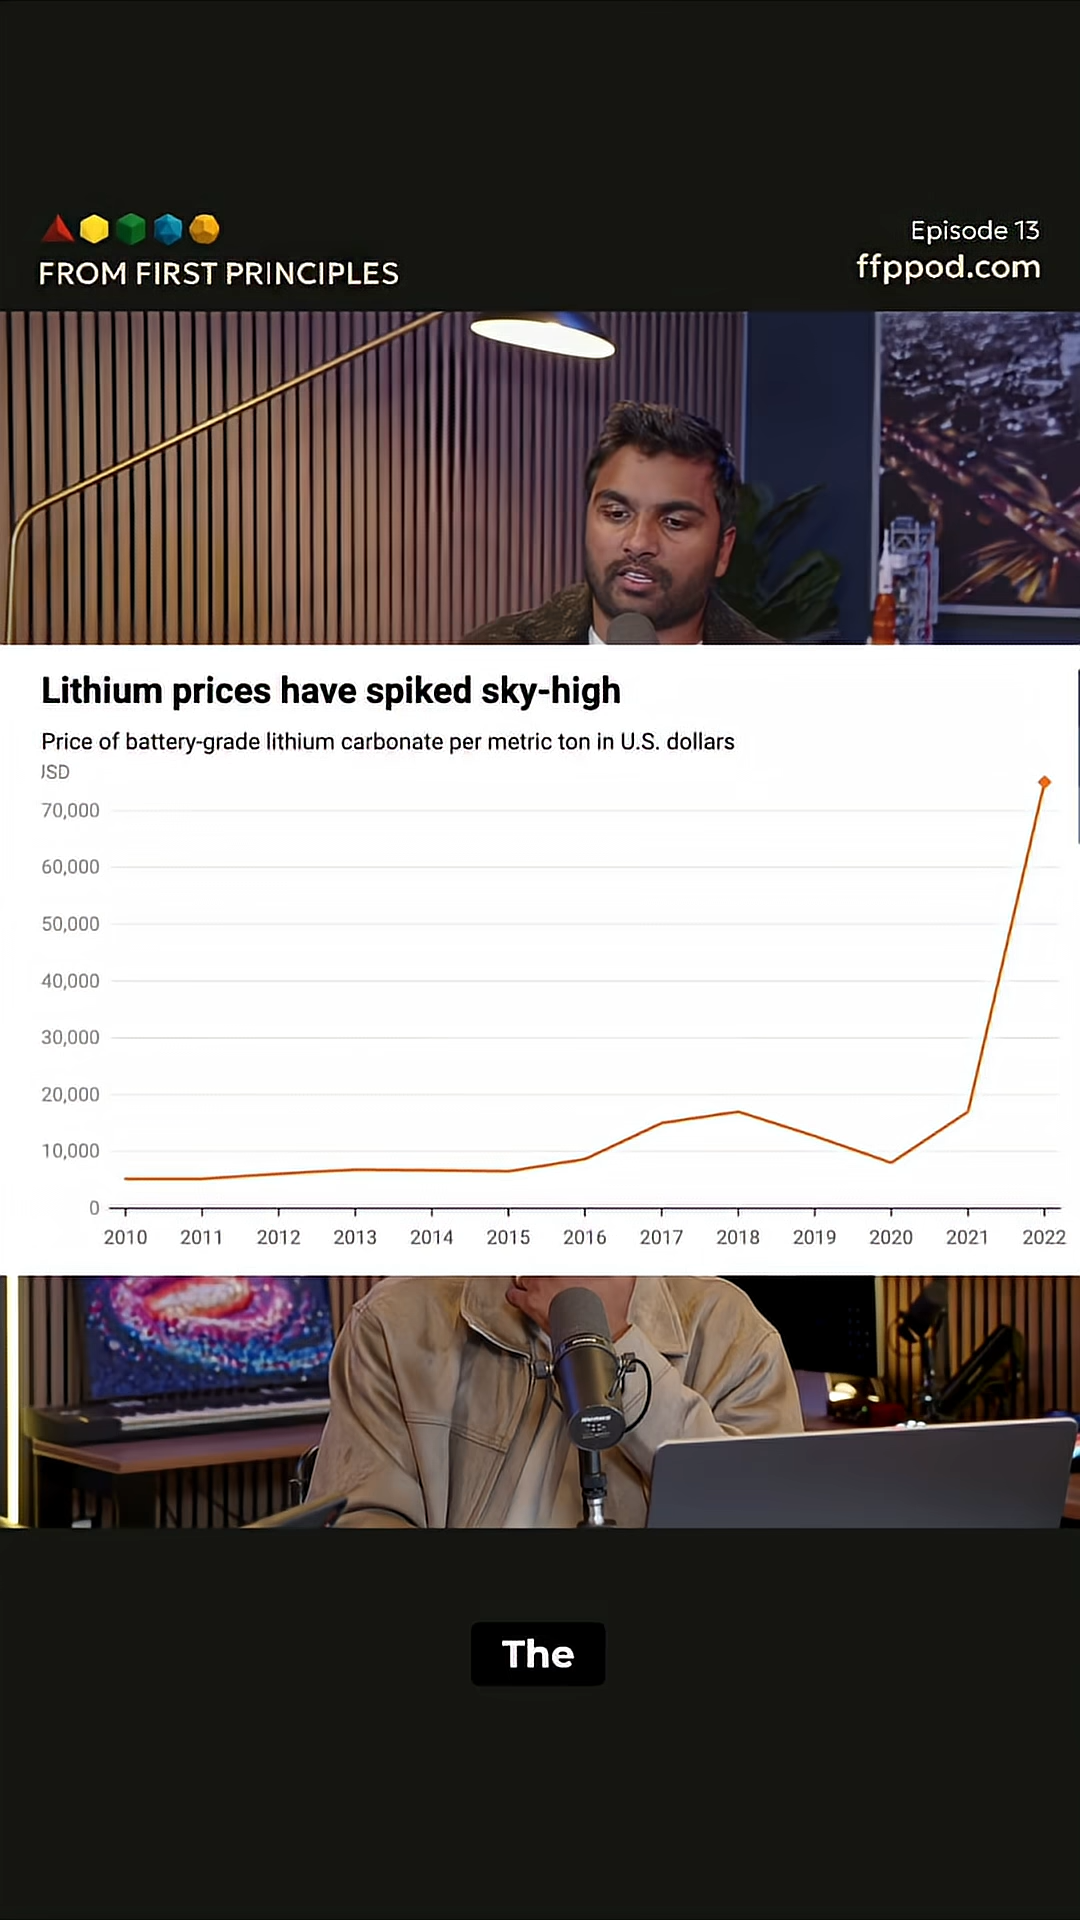 FROM FIRST PRINCIPLES
Episode 13
ffppod.com
Lithium prices have spiked sky-high
Price of battery-grade lithium carbonate per metric ton in U.S. dollars
JSD
70,000
60,000
50,000
40,000
30,000
20,000
10,000
0
2010 2011 2012 2013 2014 2015 2016 2017 2018 2019 2020 2021 2022
The